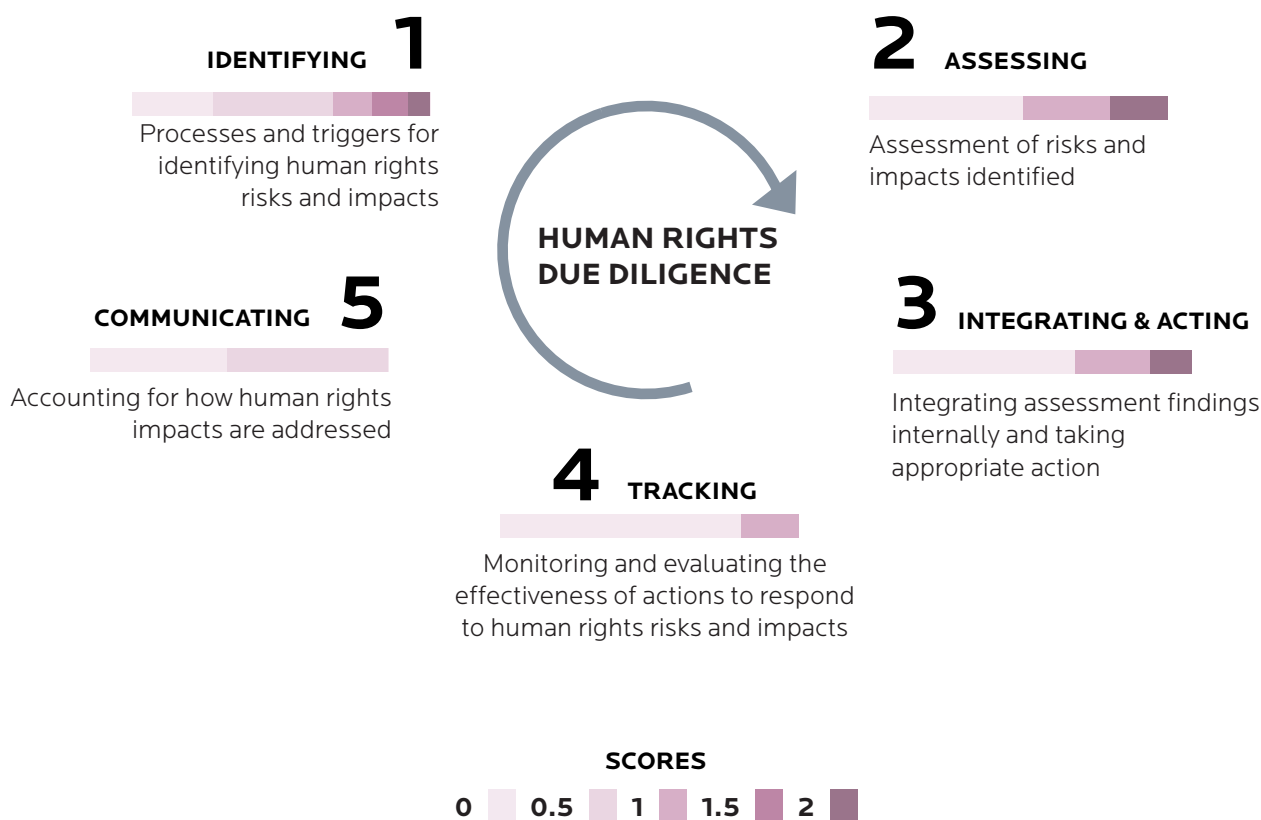 IDENTIFYING 1
Processes and triggers for
identifying human rights
risks and impacts
2 ASSESSING
Assessment of risks and
impacts identified
HUMAN RIGHTS
DUE DILIGENCE
COMMUNICATING 5
Accounting for how human rights
impacts are addressed
3 INTEGRATING & ACTING
Integrating assessment findings
internally and taking
appropriate action
4 TRACKING
Monitoring and evaluating the
effectiveness of actions to respond
to human rights risks and impacts
SCORES
0 0.5 1 1.5 2